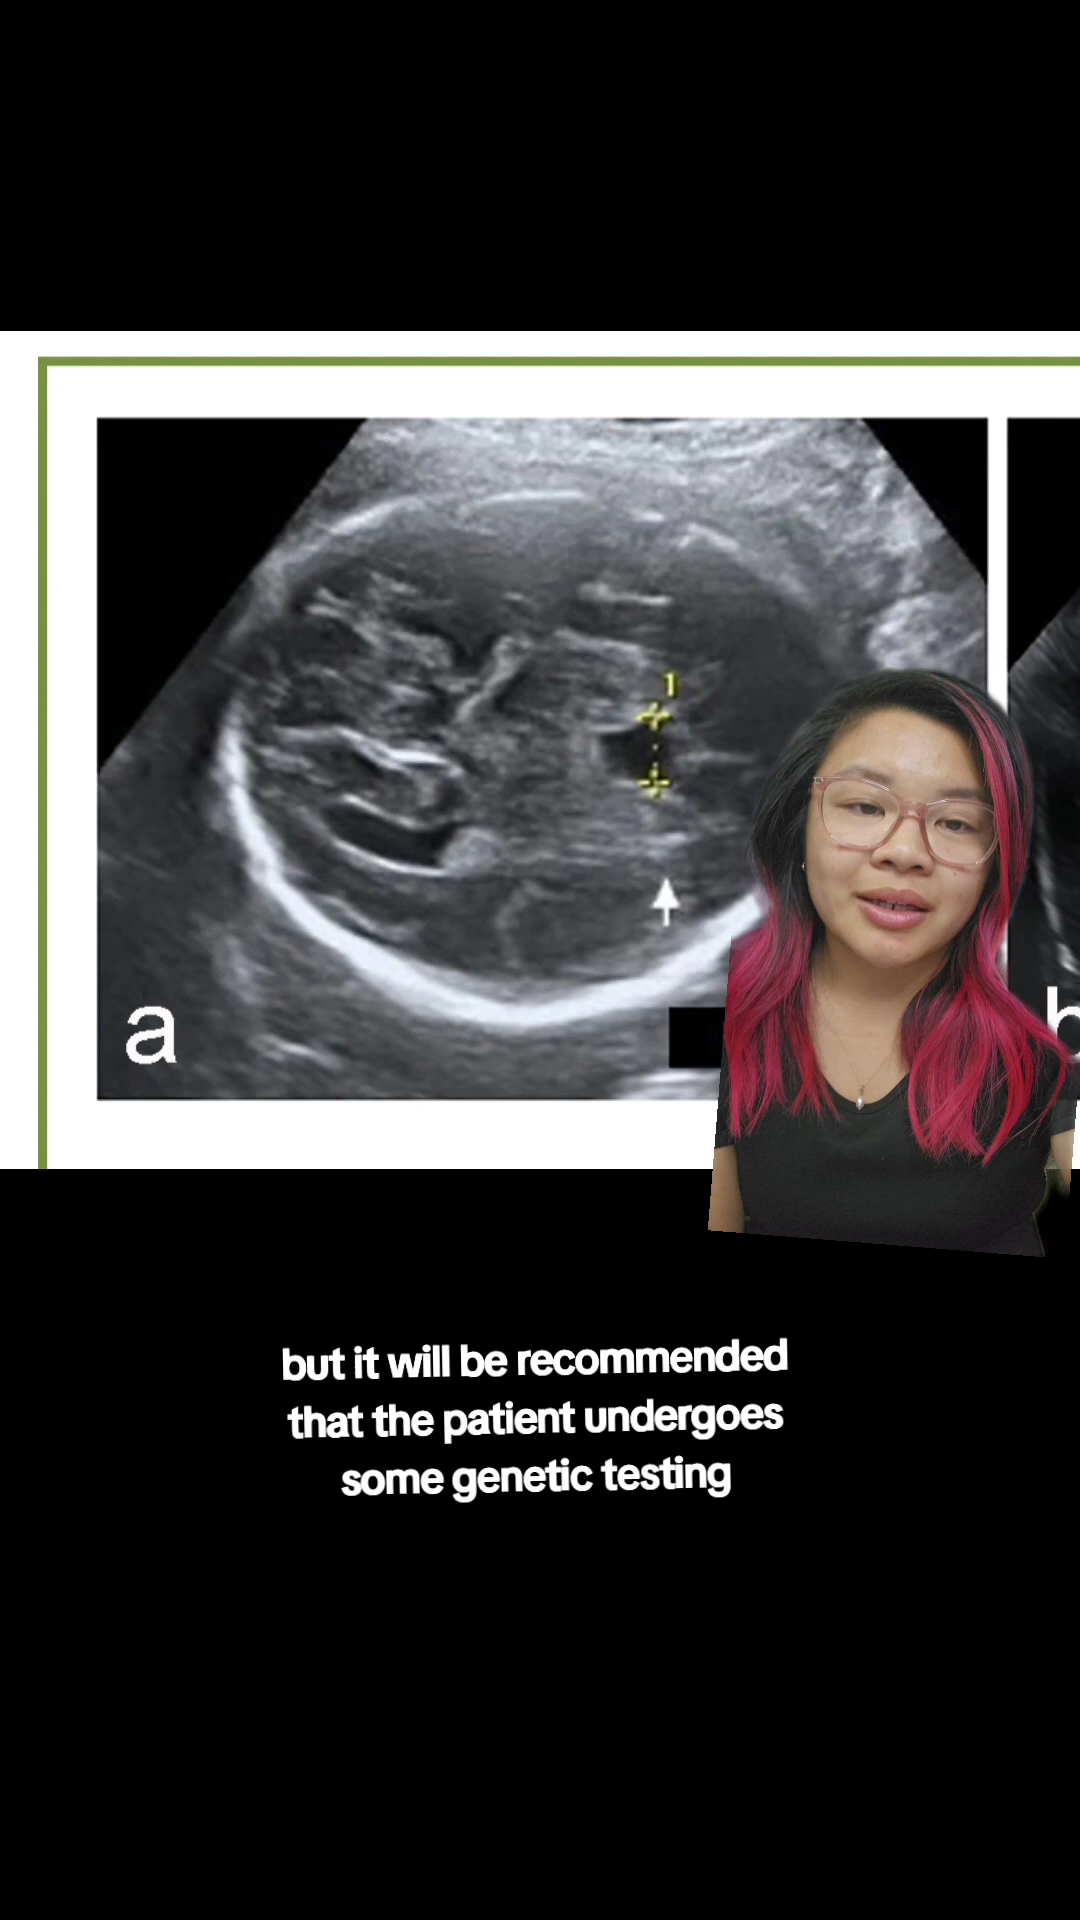 1
a
b
but it will be recommended
that the patient undergoes
some genetic testing